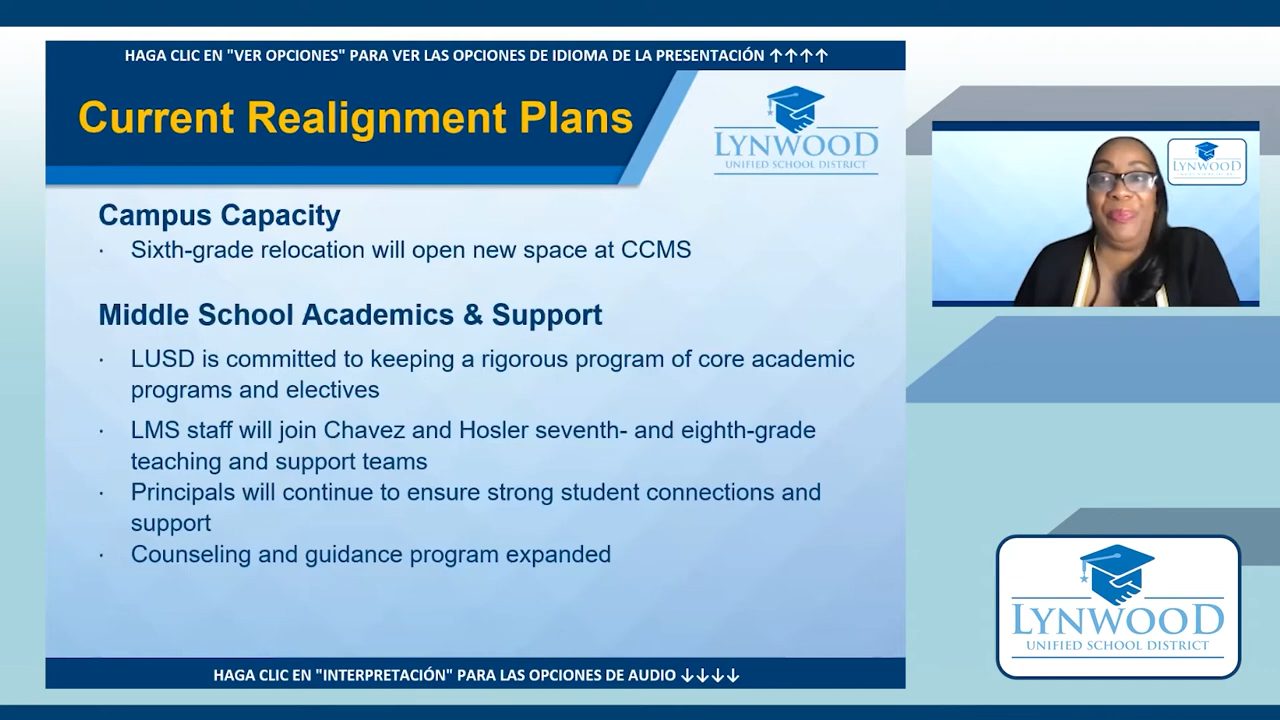 HAGA CLIC EN "VER OPCIONES" PARA VER LAS OPCIONES DE IDIOMA DE LA PRESENTACIÓN ↑↑↑↑
Current Realignment Plans
LYNWOOD
UNIFIED SCHOOL DISTRICT
LYNWOOD
Campus Capacity
· Sixth-grade relocation will open new space at CCMS
Middle School Academics & Support
· LUSD is committed to keeping a rigorous program of core academic
programs and electives
· LMS staff will join Chavez and Hosler seventh- and eighth-grade
teaching and support teams
· Principals will continue to ensure strong student connections and
support
· Counseling and guidance program expanded
LYNWOOD
UNIFIED SCHOOL DISTRICT
HAGA CLIC EN "INTERPRETACIÓN" PARA LAS OPCIONES DE AUDIO ↓↓↓↓